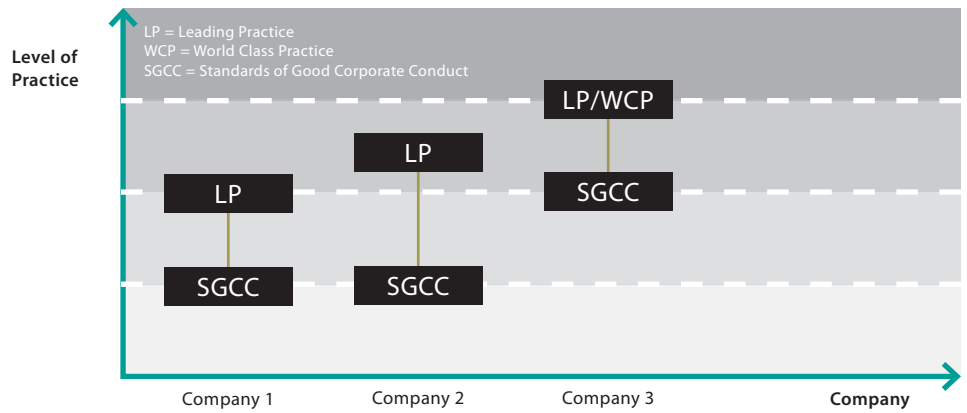 LP = Leading Practice
WCP = World Class Practice
SGCC = Standards of Good Corporate Conduct
Level of
Practice
LP/WCP
LP
LP
SGCC
SGCC
SGCC
Company 1
Company 2
Company 3
Company